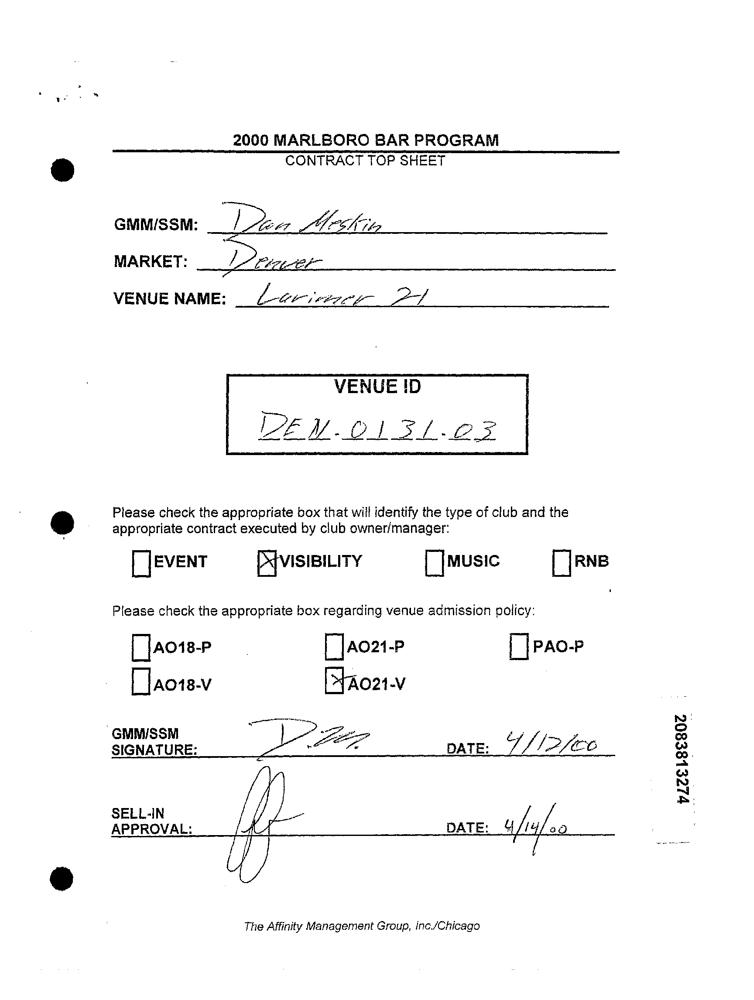 2000 MARLBORO BAR PROGRAM
CONTRACT TOP SHEET
GMM/SSM: Dan Meskin
MARKET: Denver
VENUE NAME: Larimer 21
VENUE ID
DEN.0131.03
Please check the appropriate box that will identify the type of club and the
appropriate contract executed by club owner/manager:
EVENT VISIBILITY MUSIC RNB
Please check the appropriate box regarding venue admission policy:
AO18-P AO21-P PAO-P
AO18-V AO21-V
GMM/SSM
SIGNATURE: D.M. DATE: 4/12/00
SELL-IN
APPROVAL: DATE: 4/14/00
2083813274
The Affinity Management Group, inc./Chicago